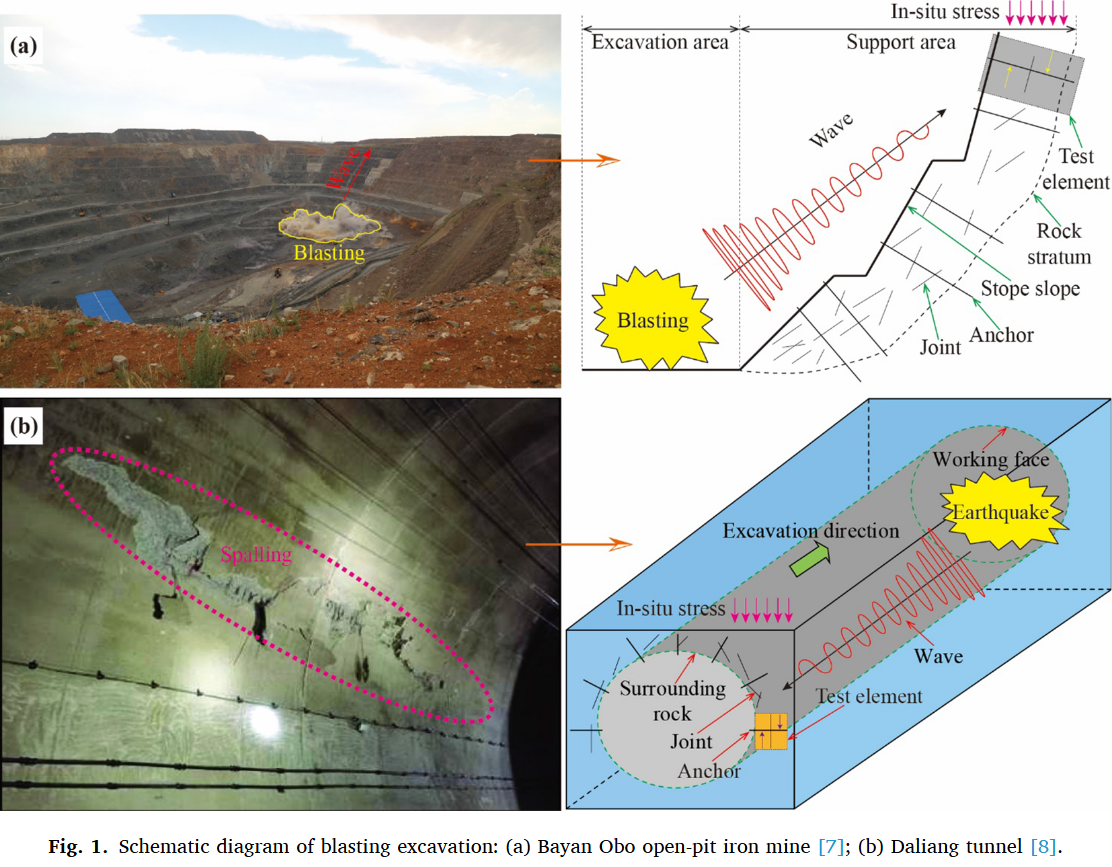 (a)
Wave
Blasting
In-situ stress
Excavation area
Support area
Wave
Test
element
Rock
stratum
Stope slope
Blasting
Anchor
Joint
(b)
Spalling
Working face
Earthquake
Excavation direction
In-situ stress
Wave
Surrounding
rock
Test element
Joint
Anchor
Fig. 1. Schematic diagram of blasting excavation: (a) Bayan Obo open-pit iron mine [7]; (b) Daliang tunnel [8].